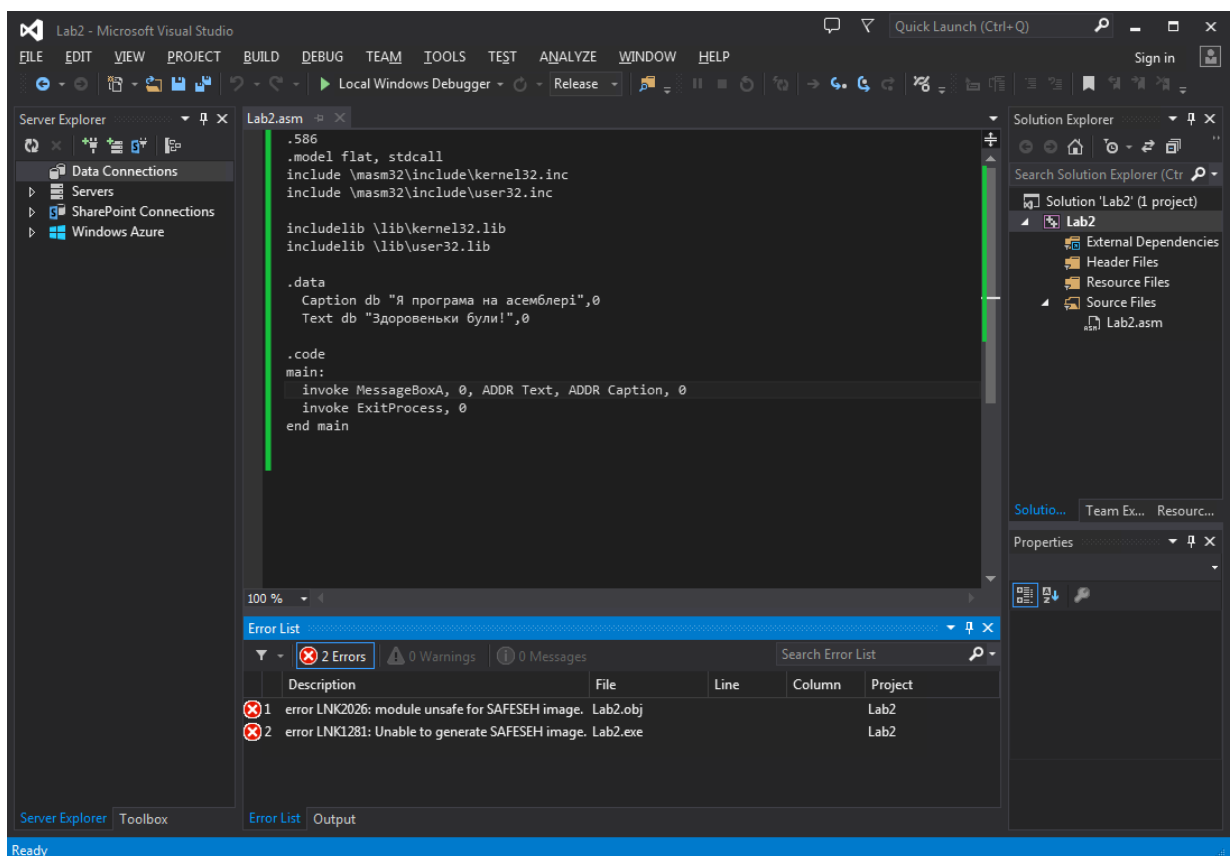 Lab2 - Microsoft Visual Studio
Quick Launch (Ctrl+Q)
FILE EDIT VIEW PROJECT BUILD DEBUG TEAM TOOLS TEST ANALYZE WINDOW HELP
Sign in
Local Windows Debugger
Release
Server Explorer
Data Connections
Servers
SharePoint Connections
Windows Azure
Lab2.asm
.586
.model flat, stdcall
include \masm32\include\kernel32.inc
include \masm32\include\user32.inc
includelib \lib\kernel32.lib
includelib \lib\user32.lib
.data
Caption db "Я програма на асемблері",0
Text db "Здоровеньки були!",0
.code
main:
invoke MessageBoxA, 0, ADDR Text, ADDR Caption, 0
invoke ExitProcess, 0
end main
100 %
Solution Explorer
Search Solution Explorer (Ctr
Solution 'Lab2' (1 project)
Lab2
External Dependencies
Header Files
Resource Files
Source Files
Lab2.asm
Solutio... Team Ex... Resourc...
Properties
Error List
2 Errors 0 Warnings 0 Messages
Search Error List
Description File Line Column Project
1 error LNK2026: module unsafe for SAFESEH image. Lab2.obj Lab2
2 error LNK1281: Unable to generate SAFESEH image. Lab2.exe Lab2
Server Explorer Toolbox
Error List Output
Ready